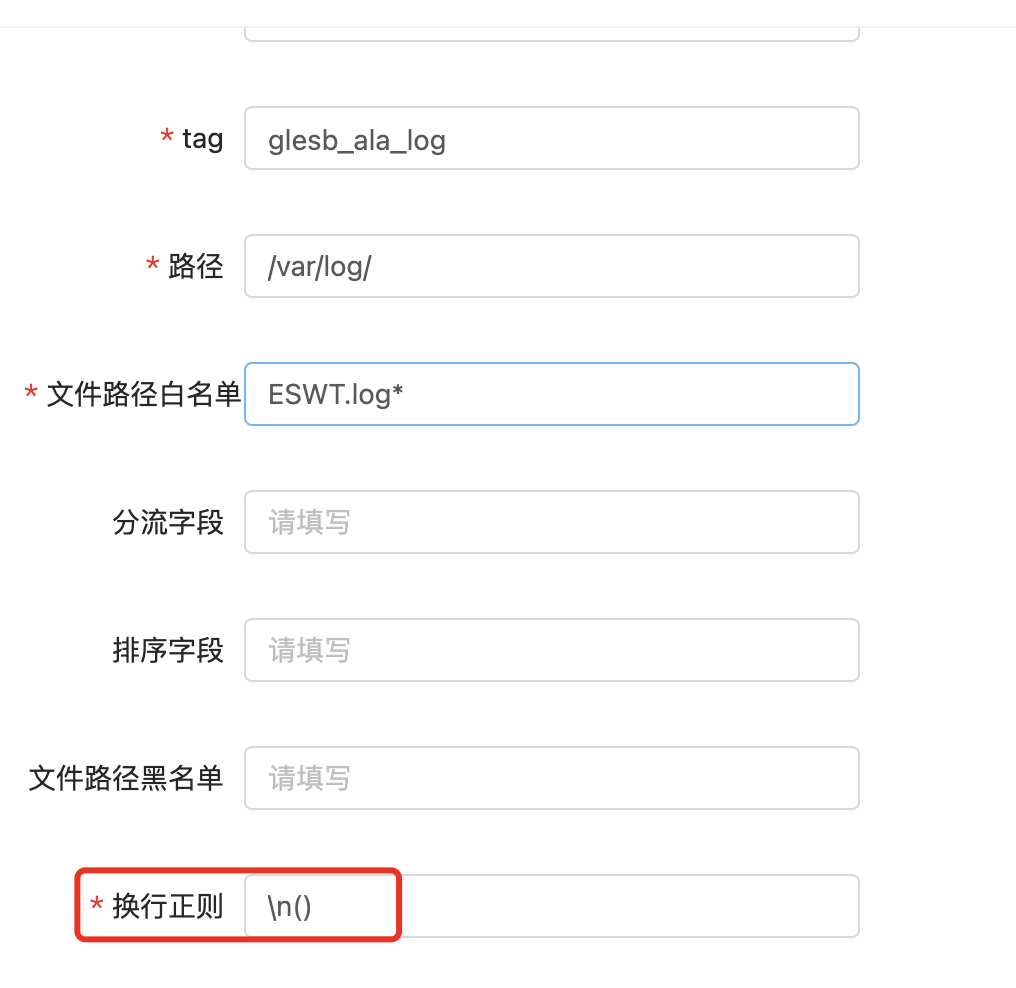 * tag glesb_ala_log
* 路径 /var/log/
* 文件路径白名单 ESWT.log*
分流字段 请填写
排序字段 请填写
文件路径黑名单 请填写
* 换行正则 \n()